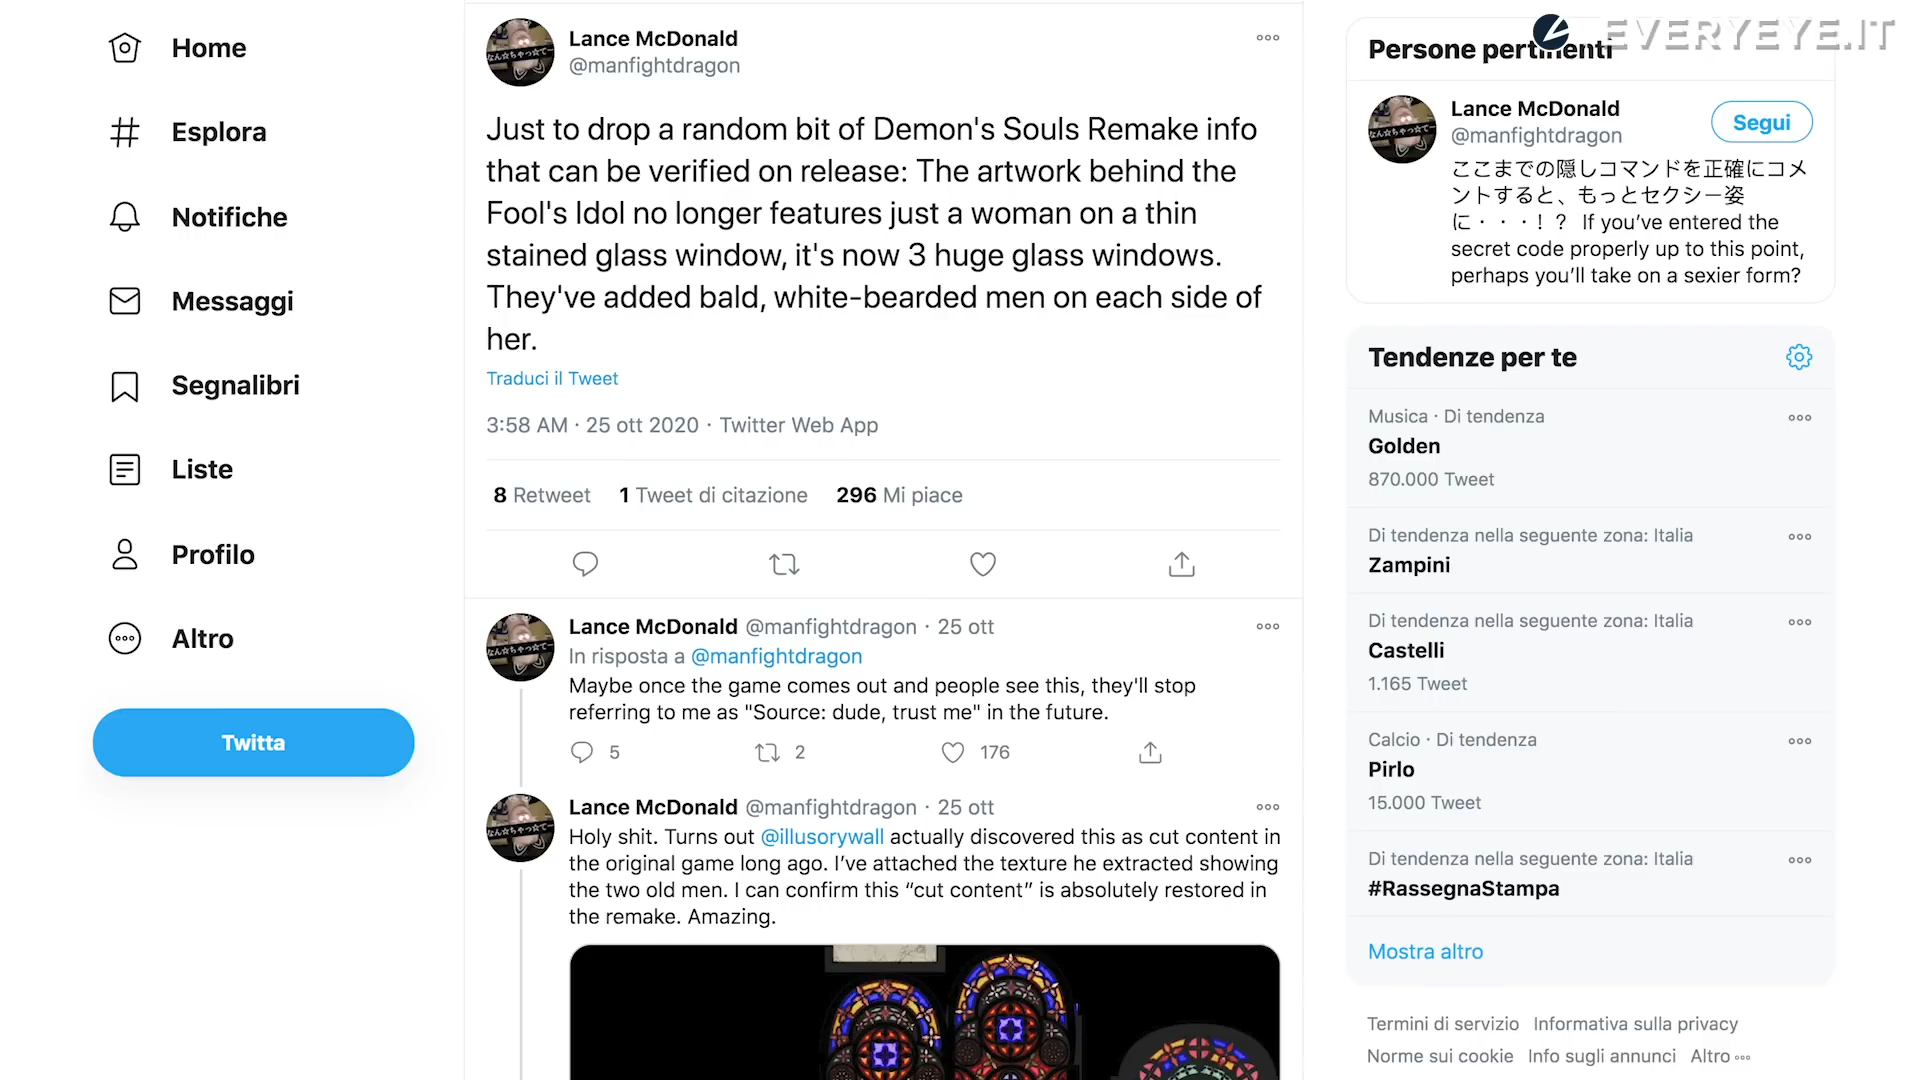 Home
Esplora
Notifiche
Messaggi
Segnalibri
Liste
Profilo
Altro
Twitta
Lance McDonald
@manfightdragon
Just to drop a random bit of Demon's Souls Remake info
that can be verified on release: The artwork behind the
Fool's Idol no longer features just a woman on a thin
stained glass window, it's now 3 huge glass windows.
They've added bald, white-bearded men on each side of
her.
Traduci il Tweet
3:58 AM · 25 ott 2020 · Twitter Web App
8 Retweet 1 Tweet di citazione 296 Mi piace
Lance McDonald @manfightdragon · 25 ott
In risposta a @manfightdragon
Maybe once the game comes out and people see this, they'll stop
referring to me as "Source: dude, trust me" in the future.
5 2 176
Lance McDonald @manfightdragon · 25 ott
Holy shit. Turns out @illusorywall actually discovered this as cut content in
the original game long ago. I’ve attached the texture he extracted showing
the two old men. I can confirm this “cut content” is absolutely restored in
the remake. Amazing.
EVERYEYE.IT
Persone pertinenti
Lance McDonald
@manfightdragon
Segui
ここまでの隠しコマンドを正確にコメ
ントすると、もっとセクシー姿
に・・・!？ If you’ve entered the
secret code properly up to this point,
perhaps you’ll take on a sexier form?
Tendenze per te
Musica · Di tendenza
Golden
870.000 Tweet
Di tendenza nella seguente zona: Italia
Zampini
Di tendenza nella seguente zona: Italia
Castelli
1.165 Tweet
Calcio · Di tendenza
Pirlo
15.000 Tweet
Di tendenza nella seguente zona: Italia
#RassegnaStampa
Mostra altro
Termini di servizio Informativa sulla privacy
Norme sui cookie Info sugli annunci Altro